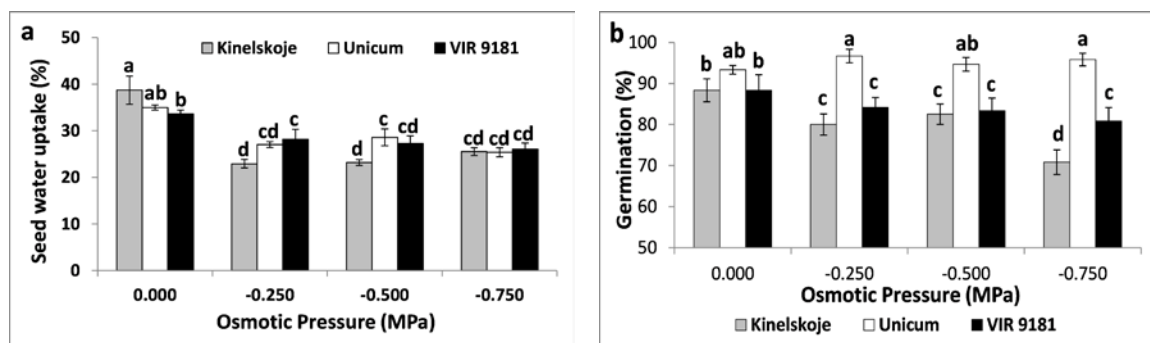 a
50
40
30
20
10
0
Seed water uptake (%)
Kinelskoje Unicum VIR 9181
a ab b
d cd c
d c cd
cd cd cd
0.000 -0.250 -0.500 -0.750
Osmotic Pressure (MPa)
b
100
90
80
70
60
50
Germination (%)
b ab b
c a c
c ab c
d a c
0.000 -0.250 -0.500 -0.750
Osmotic Pressure (MPa)
Kinelskoje Unicum VIR 9181